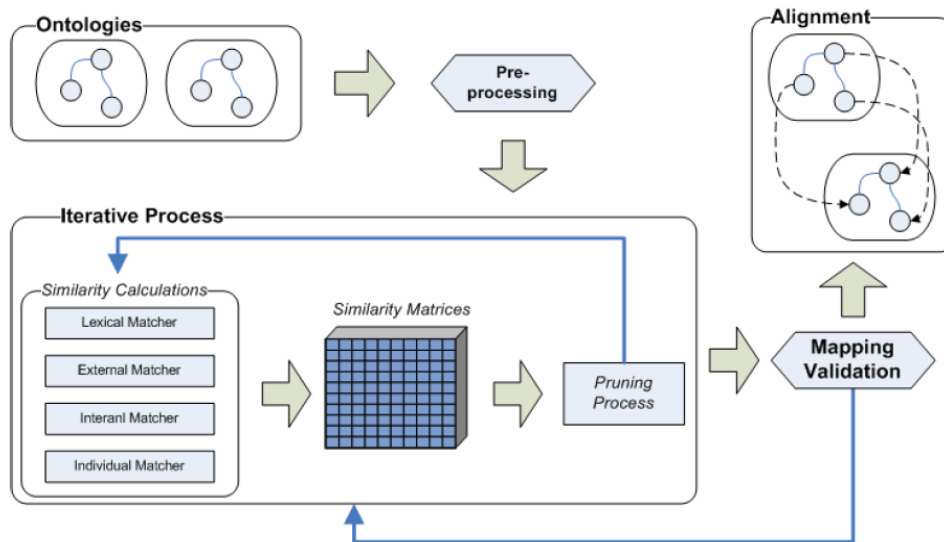 Ontologies
Alignment
Pre-
processing
Iterative Process
Similarity Calculations
Lexical Matcher
External Matcher
Interanl Matcher
Individual Matcher
Similarity Matrices
Pruning
Process
Mapping
Validation